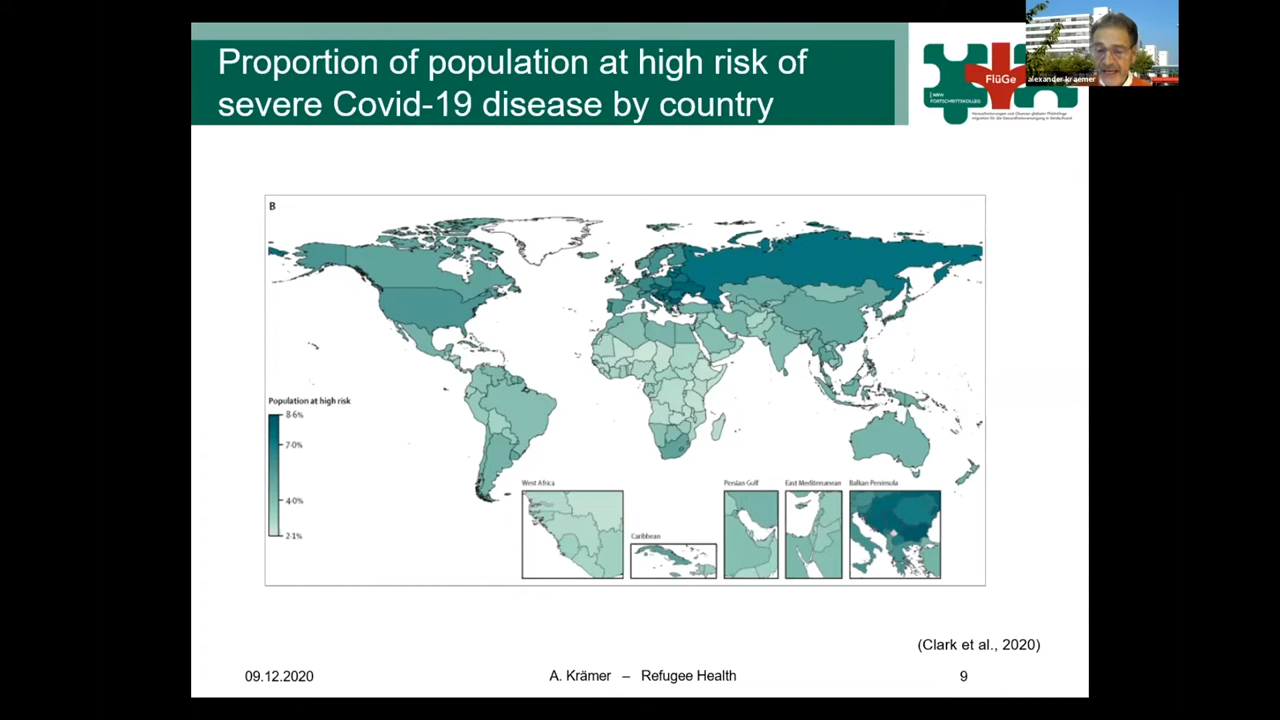 Proportion of population at high risk of
severe Covid-19 disease by country
FlüGe
NRW
FORTSCHRITTSKOLLEG
alexander kraemer
B
Population at high risk
8·6%
7·0%
4·0%
2·1%
West Africa
Caribbean
Persian Gulf
East Mediterranean
Balkan Peninsula
(Clark et al., 2020)
09.12.2020
A. Krämer – Refugee Health
9